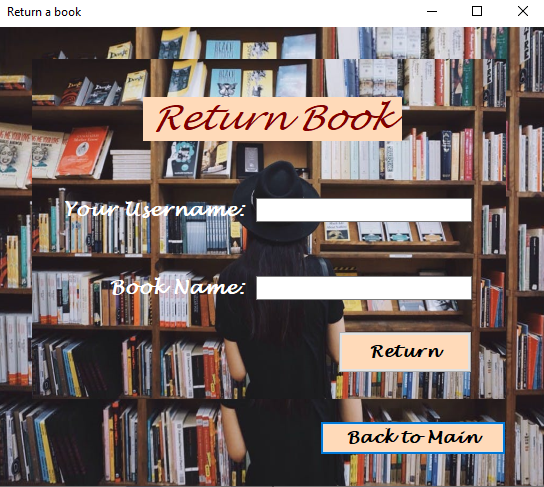 Return a book
Return Book
Your Username:
Book Name:
Return
Back to Main